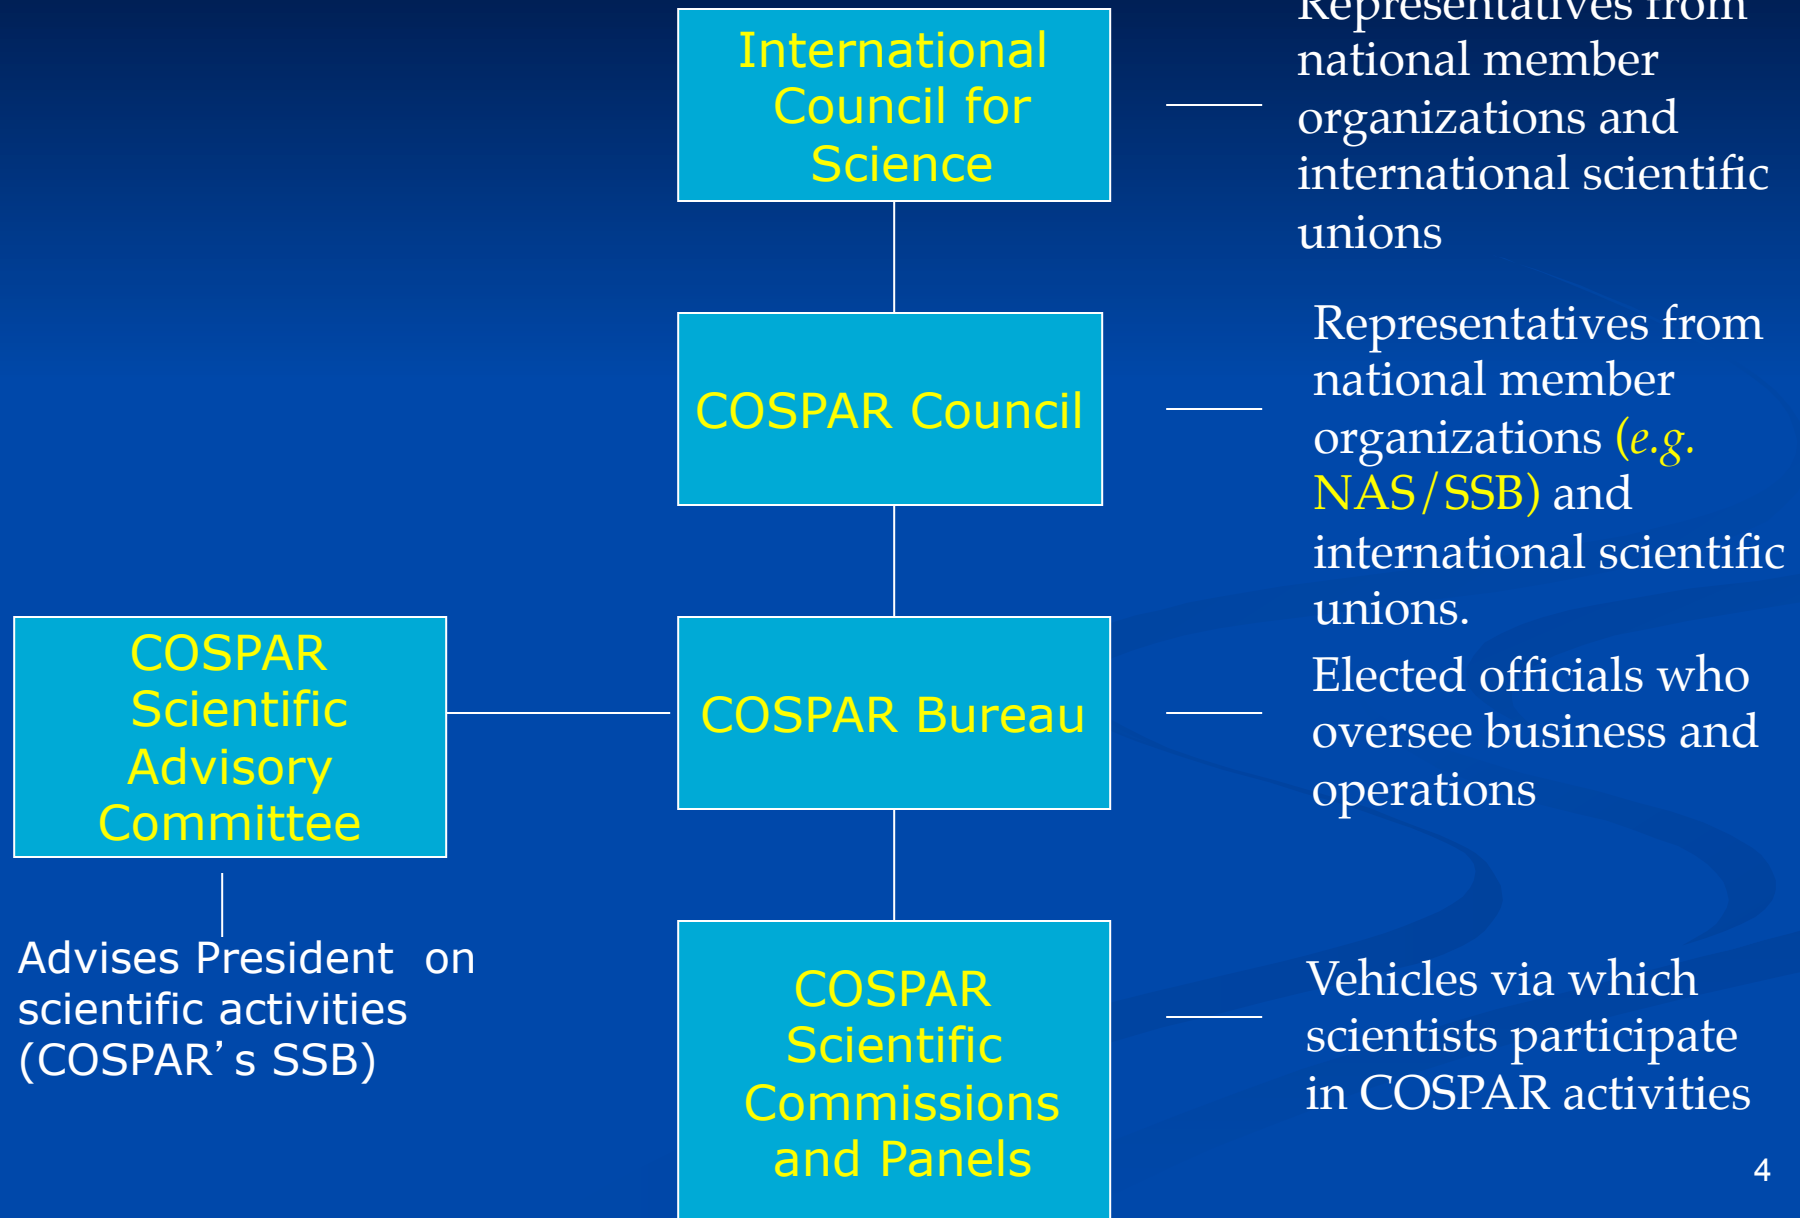 International
Council for
Science
Representatives from
national member
organizations and
international scientific
unions
COSPAR Council
Representatives from
national member
organizations (e.g.
NAS/SSB) and
international scientific
unions.
COSPAR
Scientific
Advisory
Committee
COSPAR Bureau
Elected officials who
oversee business and
operations
Advises President on
scientific activities
(COSPAR’s SSB)
COSPAR
Scientific
Commissions
and Panels
Vehicles via which
scientists participate
in COSPAR activities
4